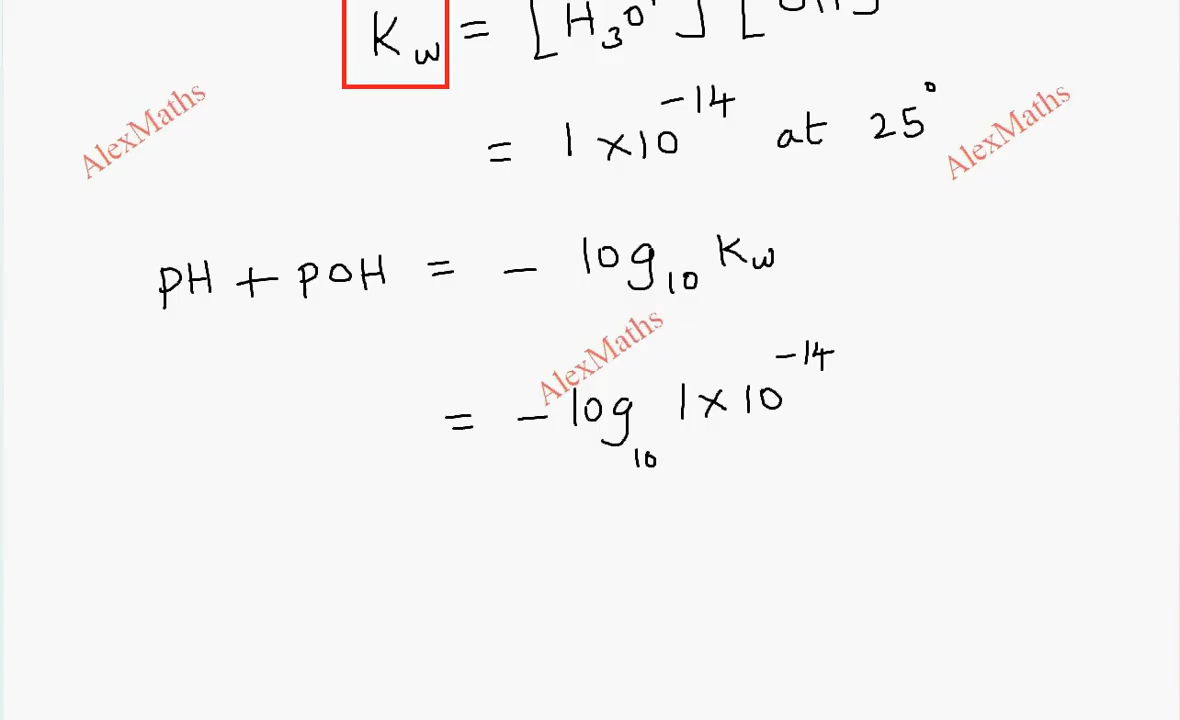 Kw = [H₃O⁺] [OH⁻]
= 1 × 10⁻¹⁴ at 25°
AlexMaths AlexMaths
PH + POH = - log₁₀ Kw
AlexMaths
= - log₁₀ 1 × 10⁻¹⁴